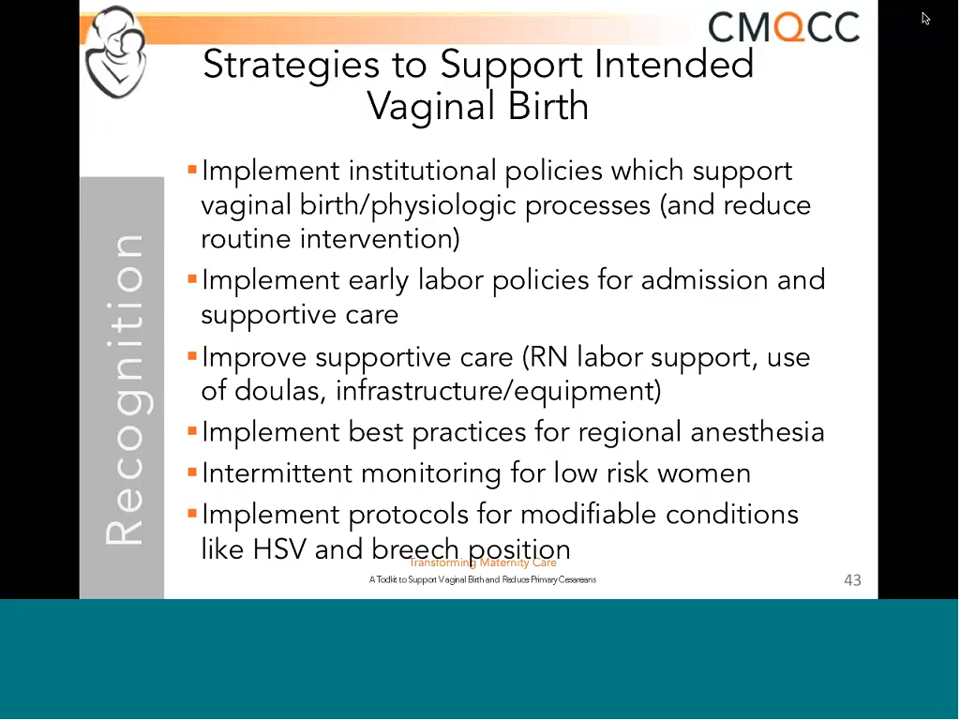 CMQCC
Strategies to Support Intended
Vaginal Birth
Recognition
▪Implement institutional policies which support
vaginal birth/physiologic processes (and reduce
routine intervention)
▪Implement early labor policies for admission and
supportive care
▪Improve supportive care (RN labor support, use
of doulas, infrastructure/equipment)
▪Implement best practices for regional anesthesia
▪Intermittent monitoring for low risk women
▪Implement protocols for modifiable conditions
like HSV and breech position
Transforming Maternity Care
A Toolkit to Support Vaginal Birth and Reduce Primary Cesareans
43